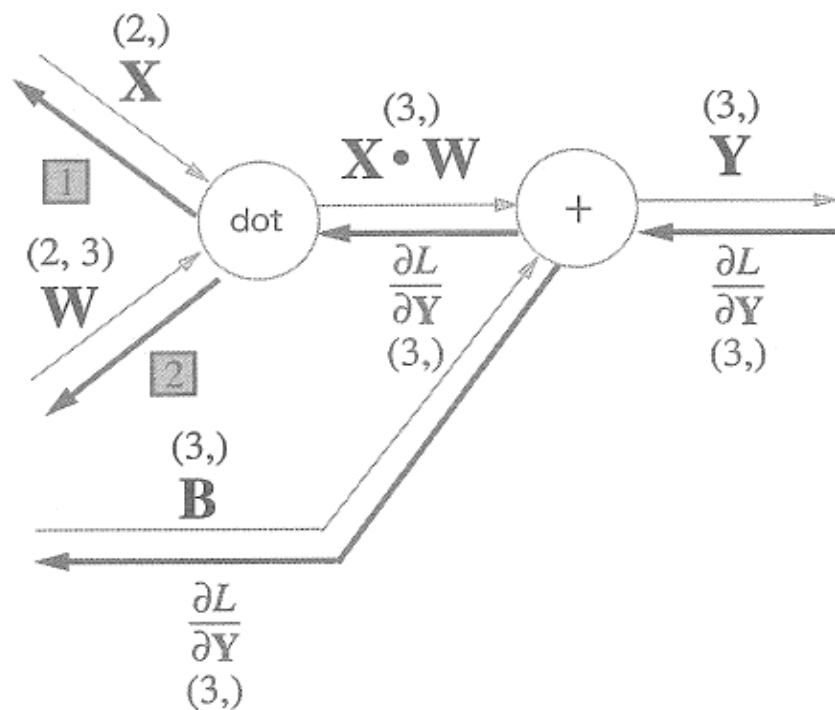 (2,)
X
(3,)
X • W
(3,)
Y
1
dot
+
(2, 3)
W
∂L
∂Y
(3,)
∂L
∂Y
(3,)
2
(3,)
B
∂L
∂Y
(3,)